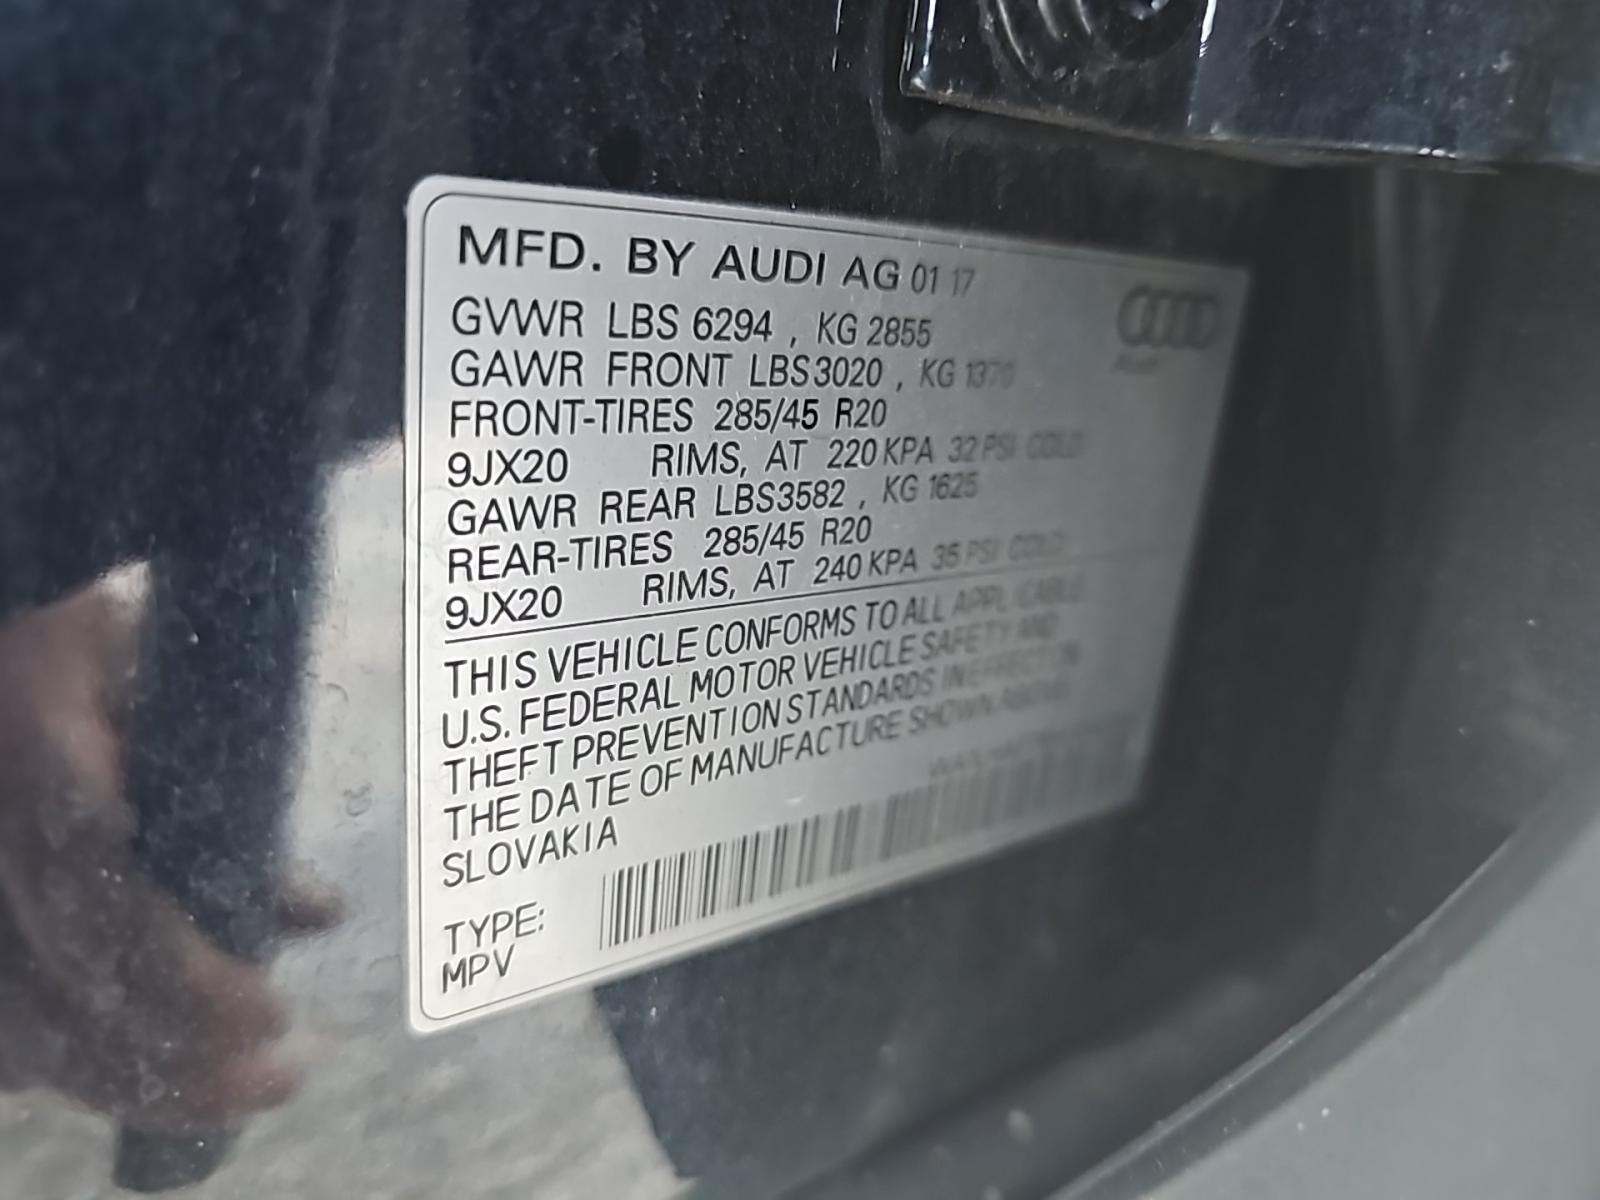 MFD. BY AUDI AG 01 17
GVWR LBS 6294 , KG 2855
GAWR FRONT LBS3020 , KG 1370
FRONT-TIRES 285/45 R20
9JX20 RIMS, AT 220 KPA 32 PSI COLD
GAWR REAR LBS3582 , KG 1625
REAR-TIRES 285/45 R20
9JX20 RIMS, AT 240 KPA 35 PSI COLD
THIS VEHICLE CONFORMS TO ALL APPLICABLE
U.S. FEDERAL MOTOR VEHICLE SAFETY AND
THEFT PREVENTION STANDARDS IN EFFECT ON
THE DATE OF MANUFACTURE SHOWN ABOVE.
SLOVAKIA
TYPE:
MPV